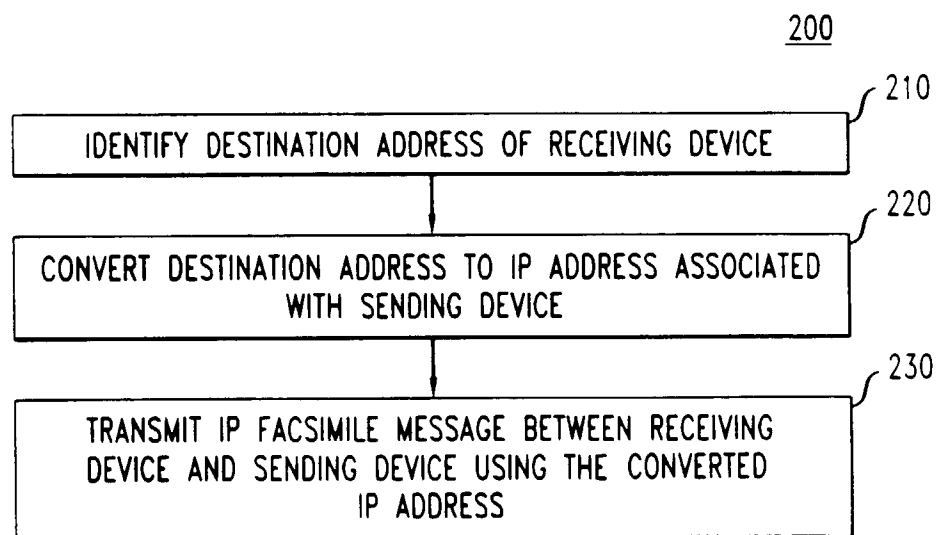 200
210
IDENTIFY DESTINATION ADDRESS OF RECEIVING DEVICE
220
CONVERT DESTINATION ADDRESS TO IP ADDRESS ASSOCIATED
WITH SENDING DEVICE
230
TRANSMIT IP FACSIMILE MESSAGE BETWEEN RECEIVING
DEVICE AND SENDING DEVICE USING THE CONVERTED
IP ADDRESS